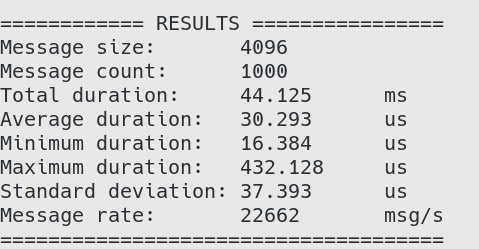 ============ RESULTS ================
Message size:       4096
Message count:      1000
Total duration:     44.125      ms
Average duration:   30.293      us
Minimum duration:   16.384      us
Maximum duration:   432.128     us
Standard deviation: 37.393      us
Message rate:       22662       msg/s
=====================================